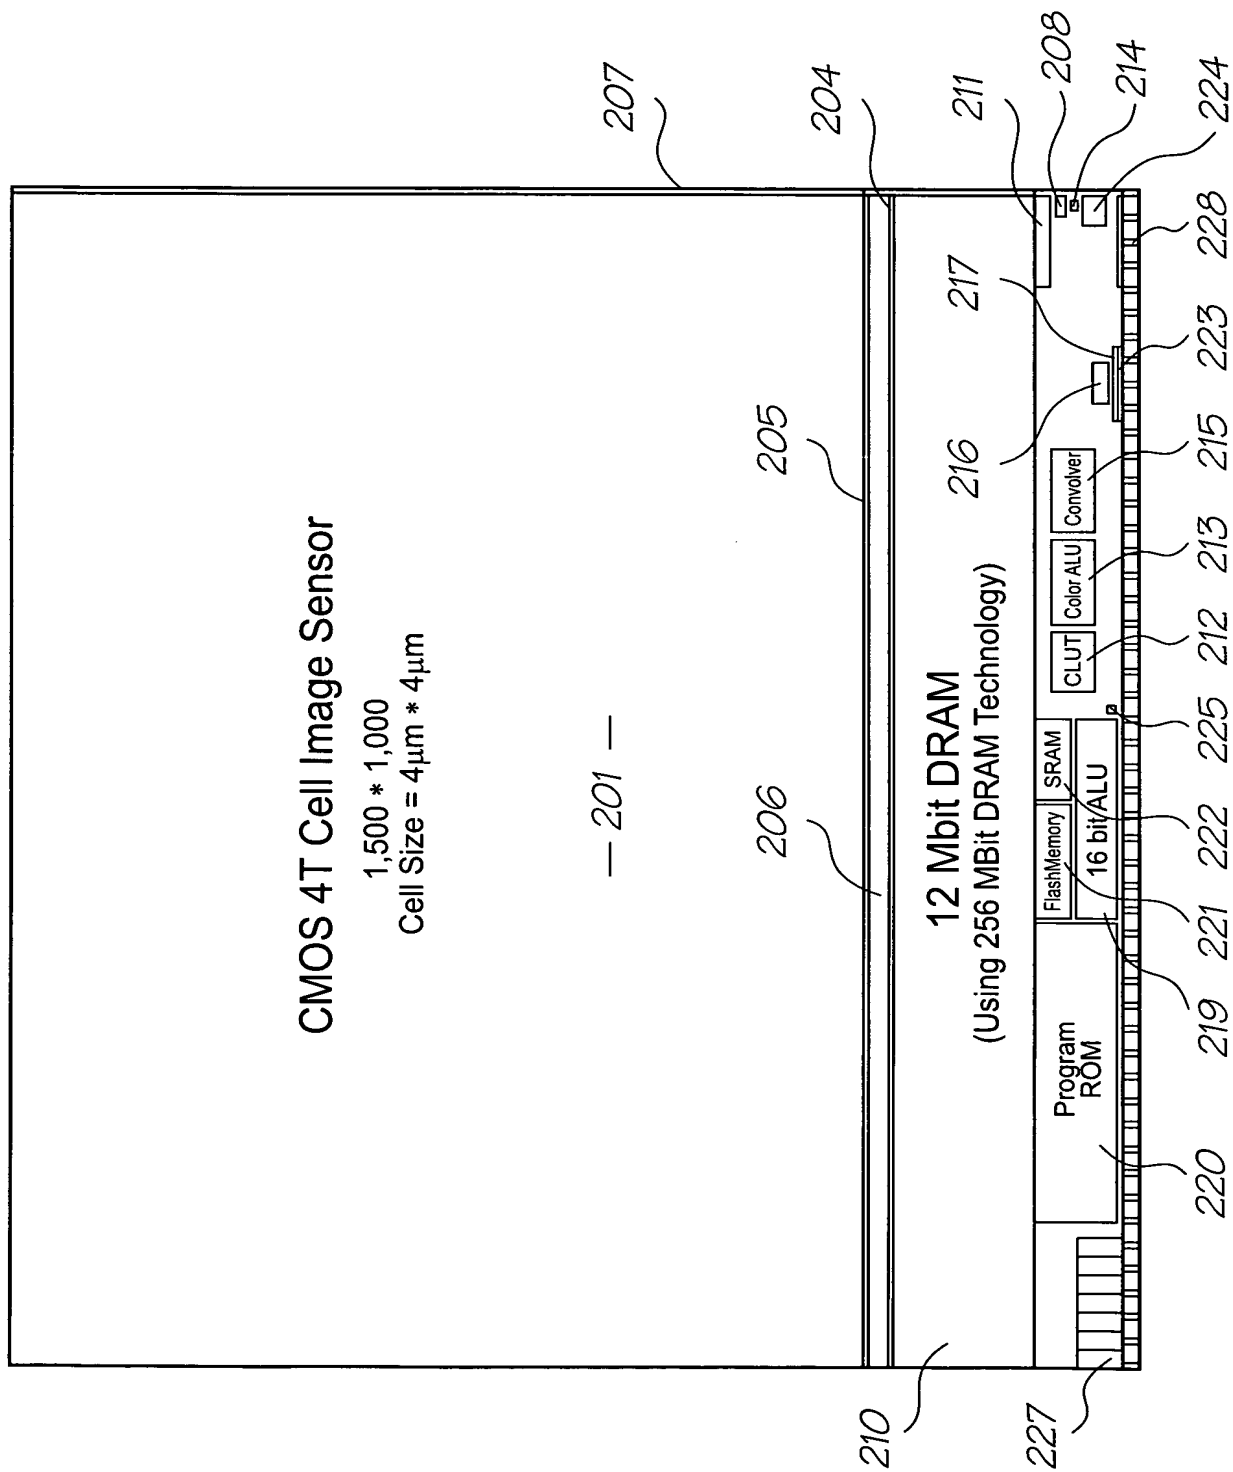 CMOS 4T Cell Image Sensor
1,500 * 1,000
Cell Size = 4µm * 4µm
— 201 —
207
205
206
204
12 Mbit DRAM
(Using 256 MBit DRAM Technology)
210
211
208
214
224
217
216
FlashMemory
SRAM
16 bit ALU
Program
ROM
CLUT
Color ALU
Convolver
227
220
219
221
222
225
212
213
215
223
228